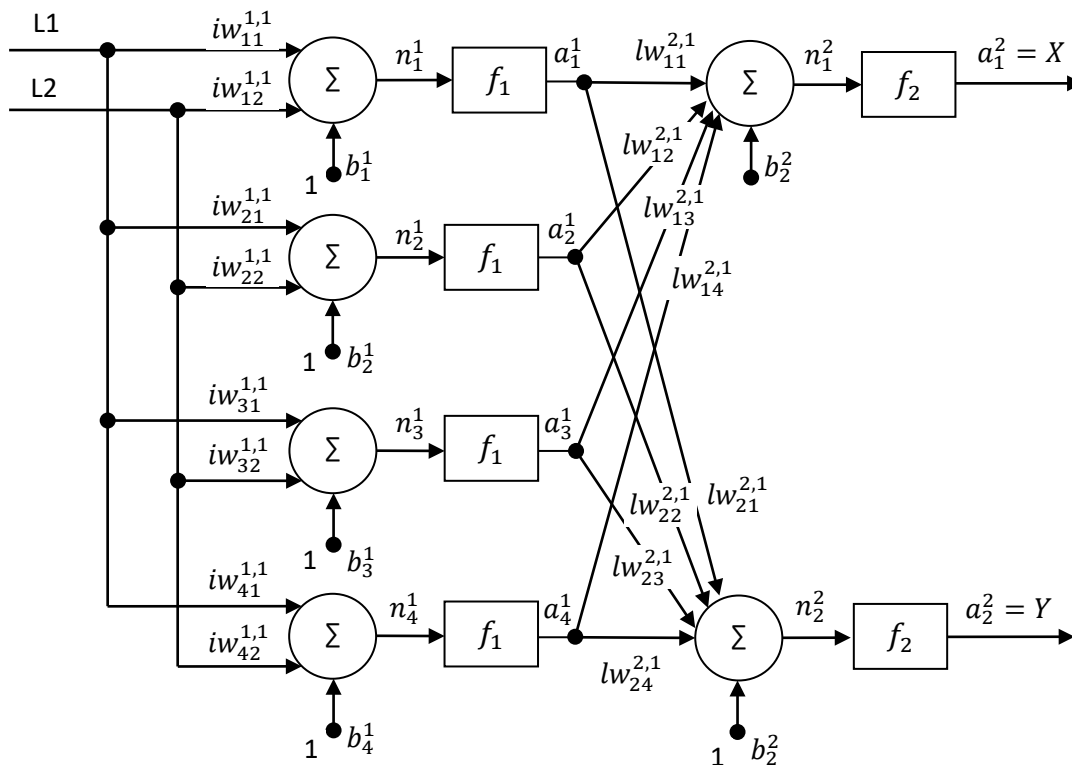 L1
L2
iw₁₁^{1,1}
iw₁₂^{1,1}
Σ
1
b₁^1
n₁^1
f₁
a₁^1
lw₁₁^{2,1}
Σ
b₂^2
n₁^2
f₂
a₁^2 = X
lw₁₂^{2,1}
lw₁₃^{2,1}
lw₁₄^{2,1}
iw₂₁^{1,1}
iw₂₂^{1,1}
Σ
1
b₂^1
n₂^1
f₁
a₂^1
iw₃₁^{1,1}
iw₃₂^{1,1}
Σ
1
b₃^1
n₃^1
f₁
a₃^1
lw₂₁^{2,1}
lw₂₂^{2,1}
lw₂₃^{2,1}
iw₄₁^{1,1}
iw₄₂^{1,1}
Σ
1
b₄^1
n₄^1
f₁
a₄^1
lw₂₄^{2,1}
Σ
1
b₂^2
n₂^2
f₂
a₂^2 = Y